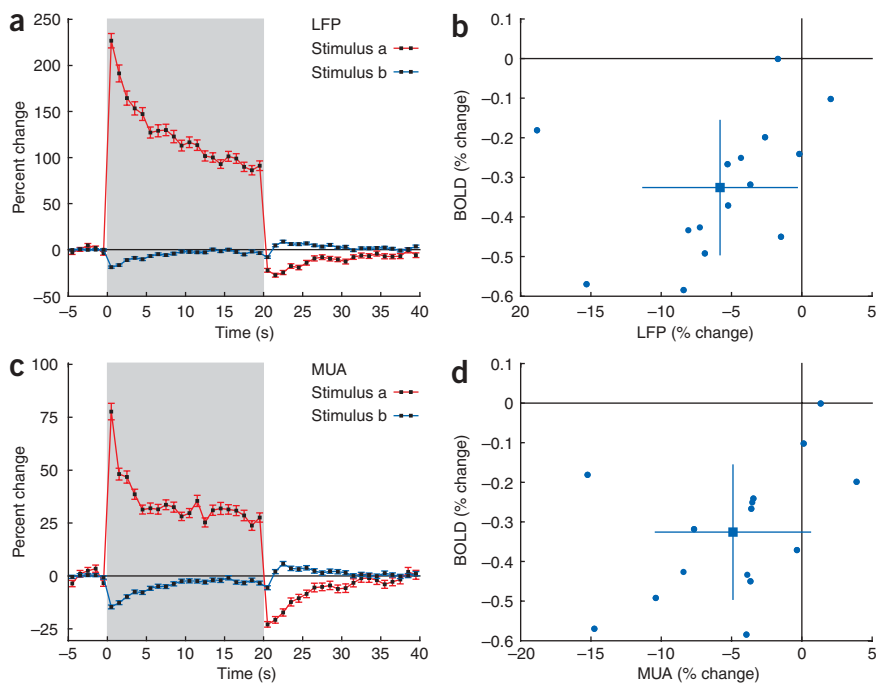 a
LFP
Stimulus a
Stimulus b
Percent change
250
200
150
100
50
0
−50
−5 0 5 10 15 20 25 30 35 40
Time (s)
b
BOLD (% change)
0.1
0
−0.1
−0.2
−0.3
−0.4
−0.5
−0.6
20 −15 −10 −5 0 5
LFP (% change)
c
MUA
Stimulus a
Stimulus b
Percent change
100
75
50
25
0
−25
−5 0 5 10 15 20 25 30 35 40
Time (s)
d
BOLD (% change)
0.1
0
−0.1
−0.2
−0.3
−0.4
−0.5
−0.6
−20 −15 −10 −5 0 5
MUA (% change)